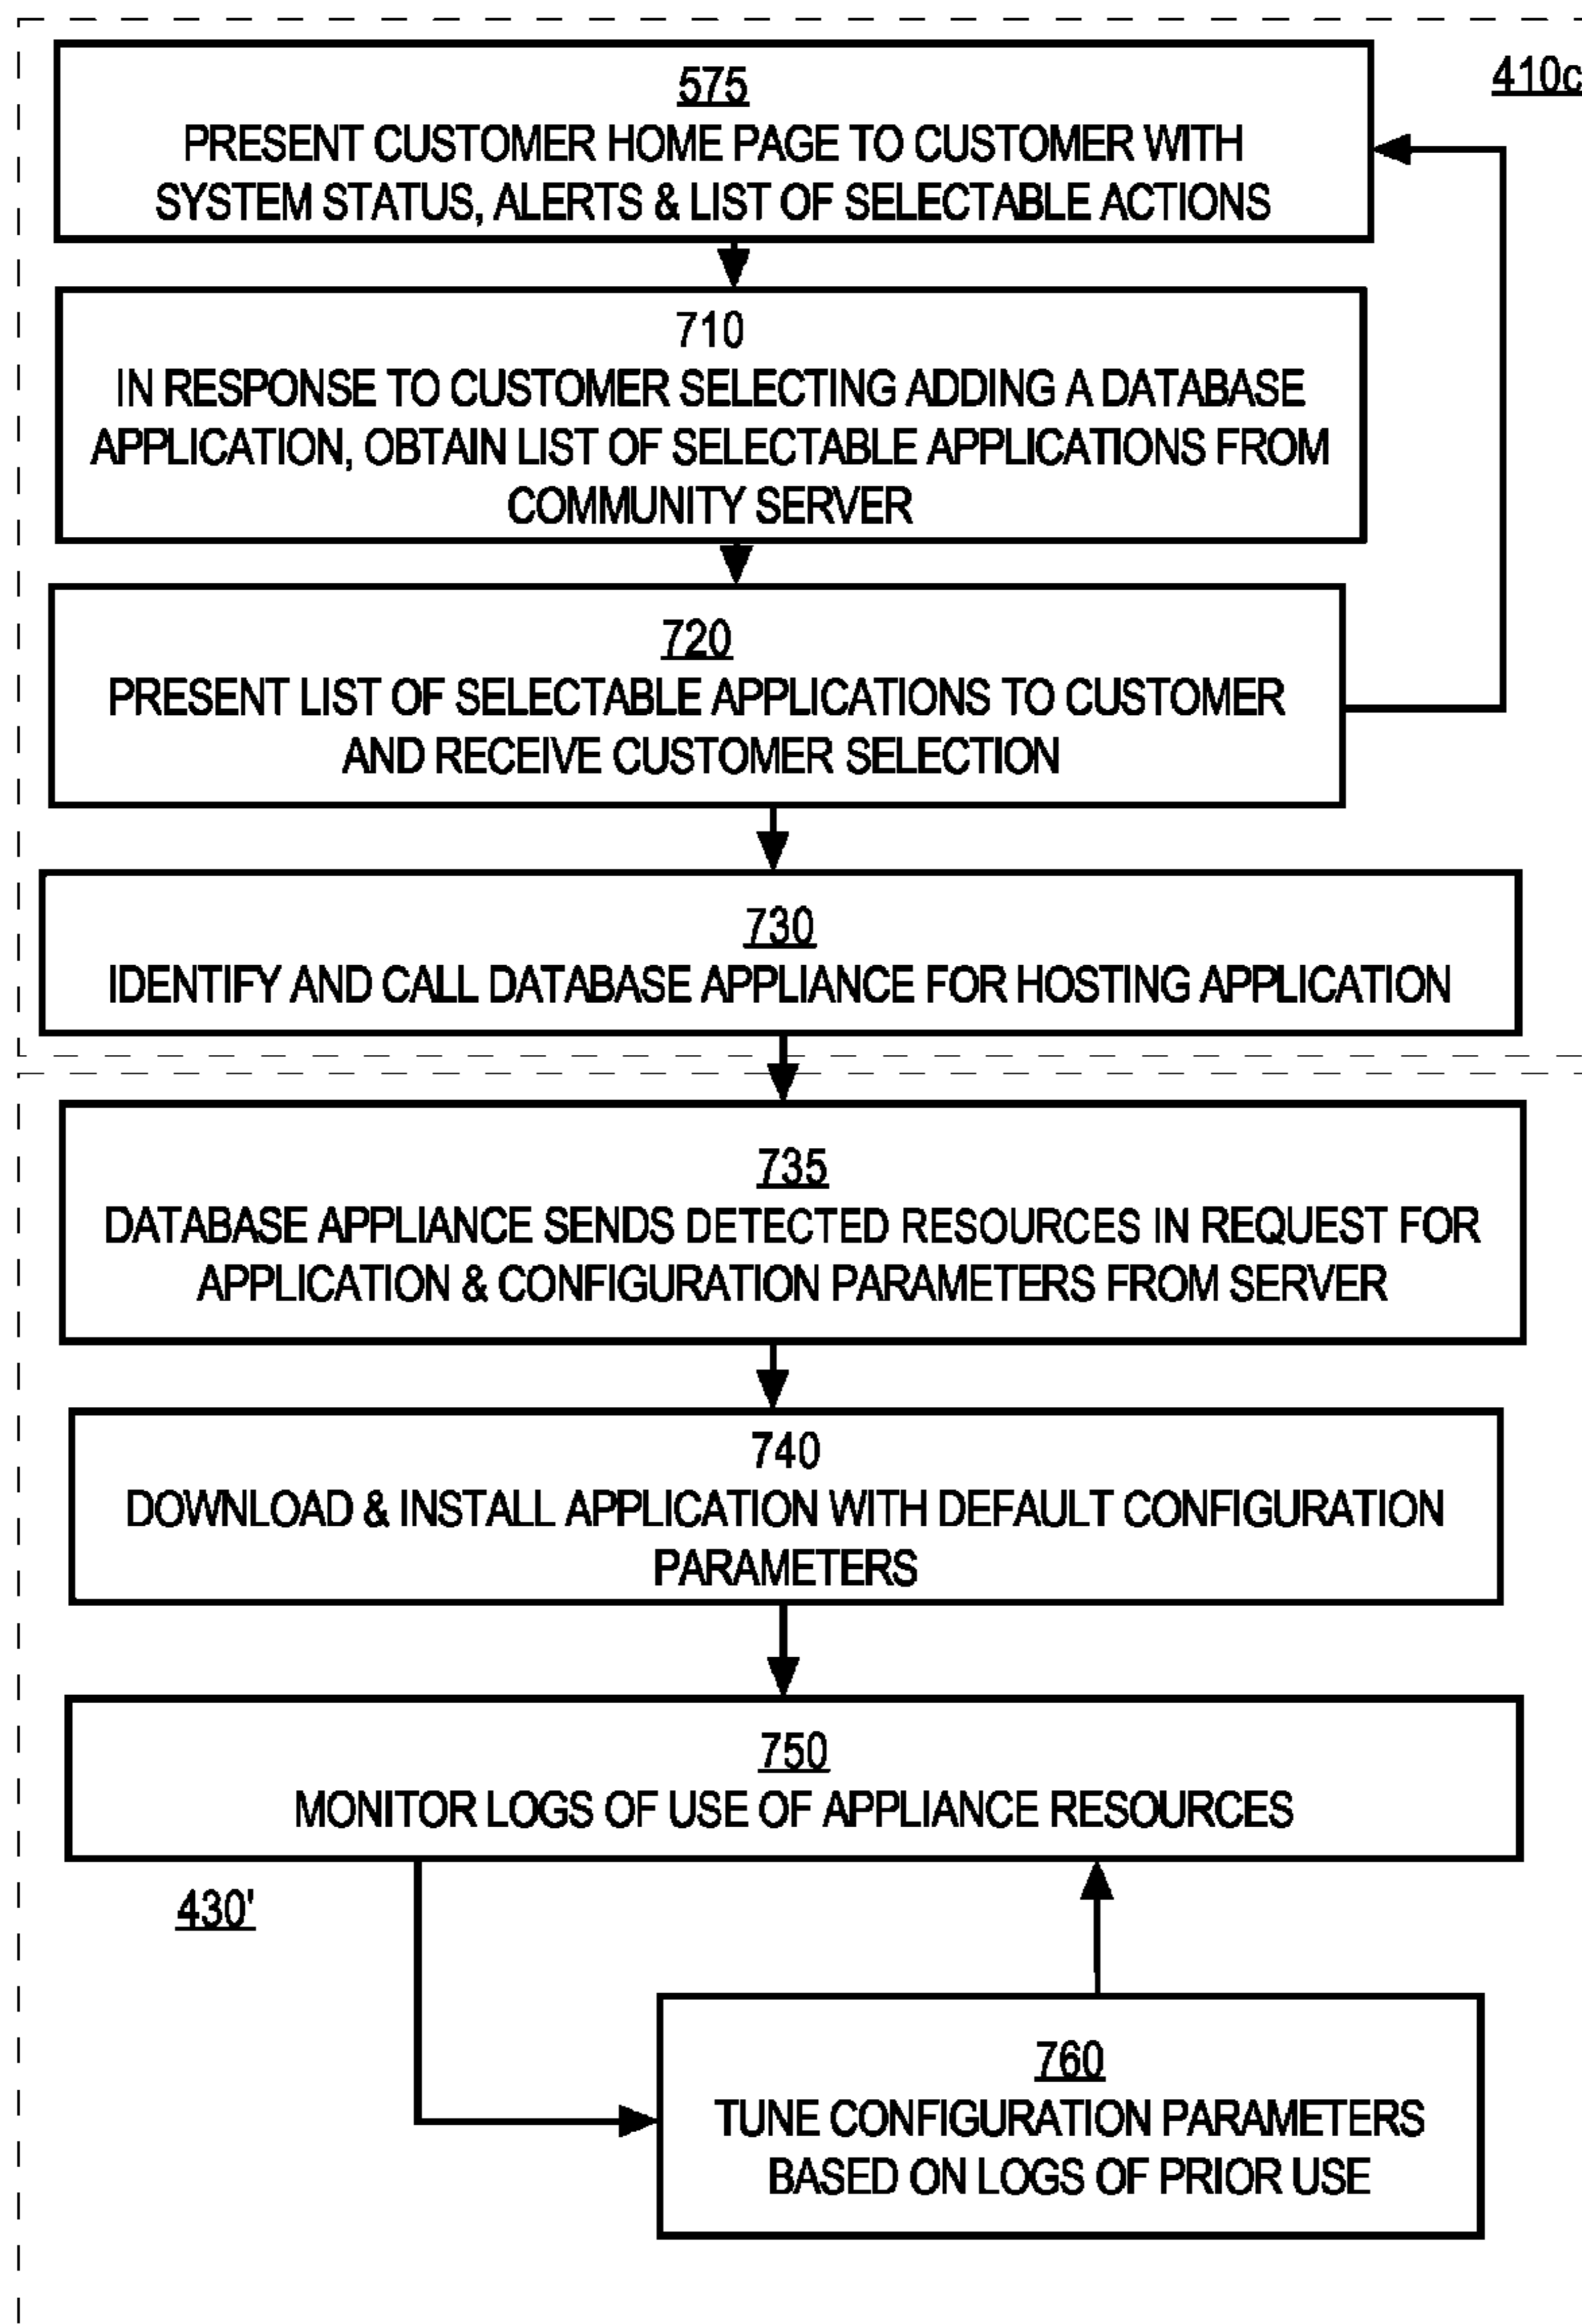 410c
575
PRESENT CUSTOMER HOME PAGE TO CUSTOMER WITH
SYSTEM STATUS, ALERTS & LIST OF SELECTABLE ACTIONS
710
IN RESPONSE TO CUSTOMER SELECTING ADDING A DATABASE
APPLICATION, OBTAIN LIST OF SELECTABLE APPLICATIONS FROM
COMMUNITY SERVER
720
PRESENT LIST OF SELECTABLE APPLICATIONS TO CUSTOMER
AND RECEIVE CUSTOMER SELECTION
730
IDENTIFY AND CALL DATABASE APPLIANCE FOR HOSTING APPLICATION
735
DATABASE APPLIANCE SENDS DETECTED RESOURCES IN REQUEST FOR
APPLICATION & CONFIGURATION PARAMETERS FROM SERVER
740
DOWNLOAD & INSTALL APPLICATION WITH DEFAULT CONFIGURATION
PARAMETERS
750
MONITOR LOGS OF USE OF APPLIANCE RESOURCES
430'
760
TUNE CONFIGURATION PARAMETERS
BASED ON LOGS OF PRIOR USE